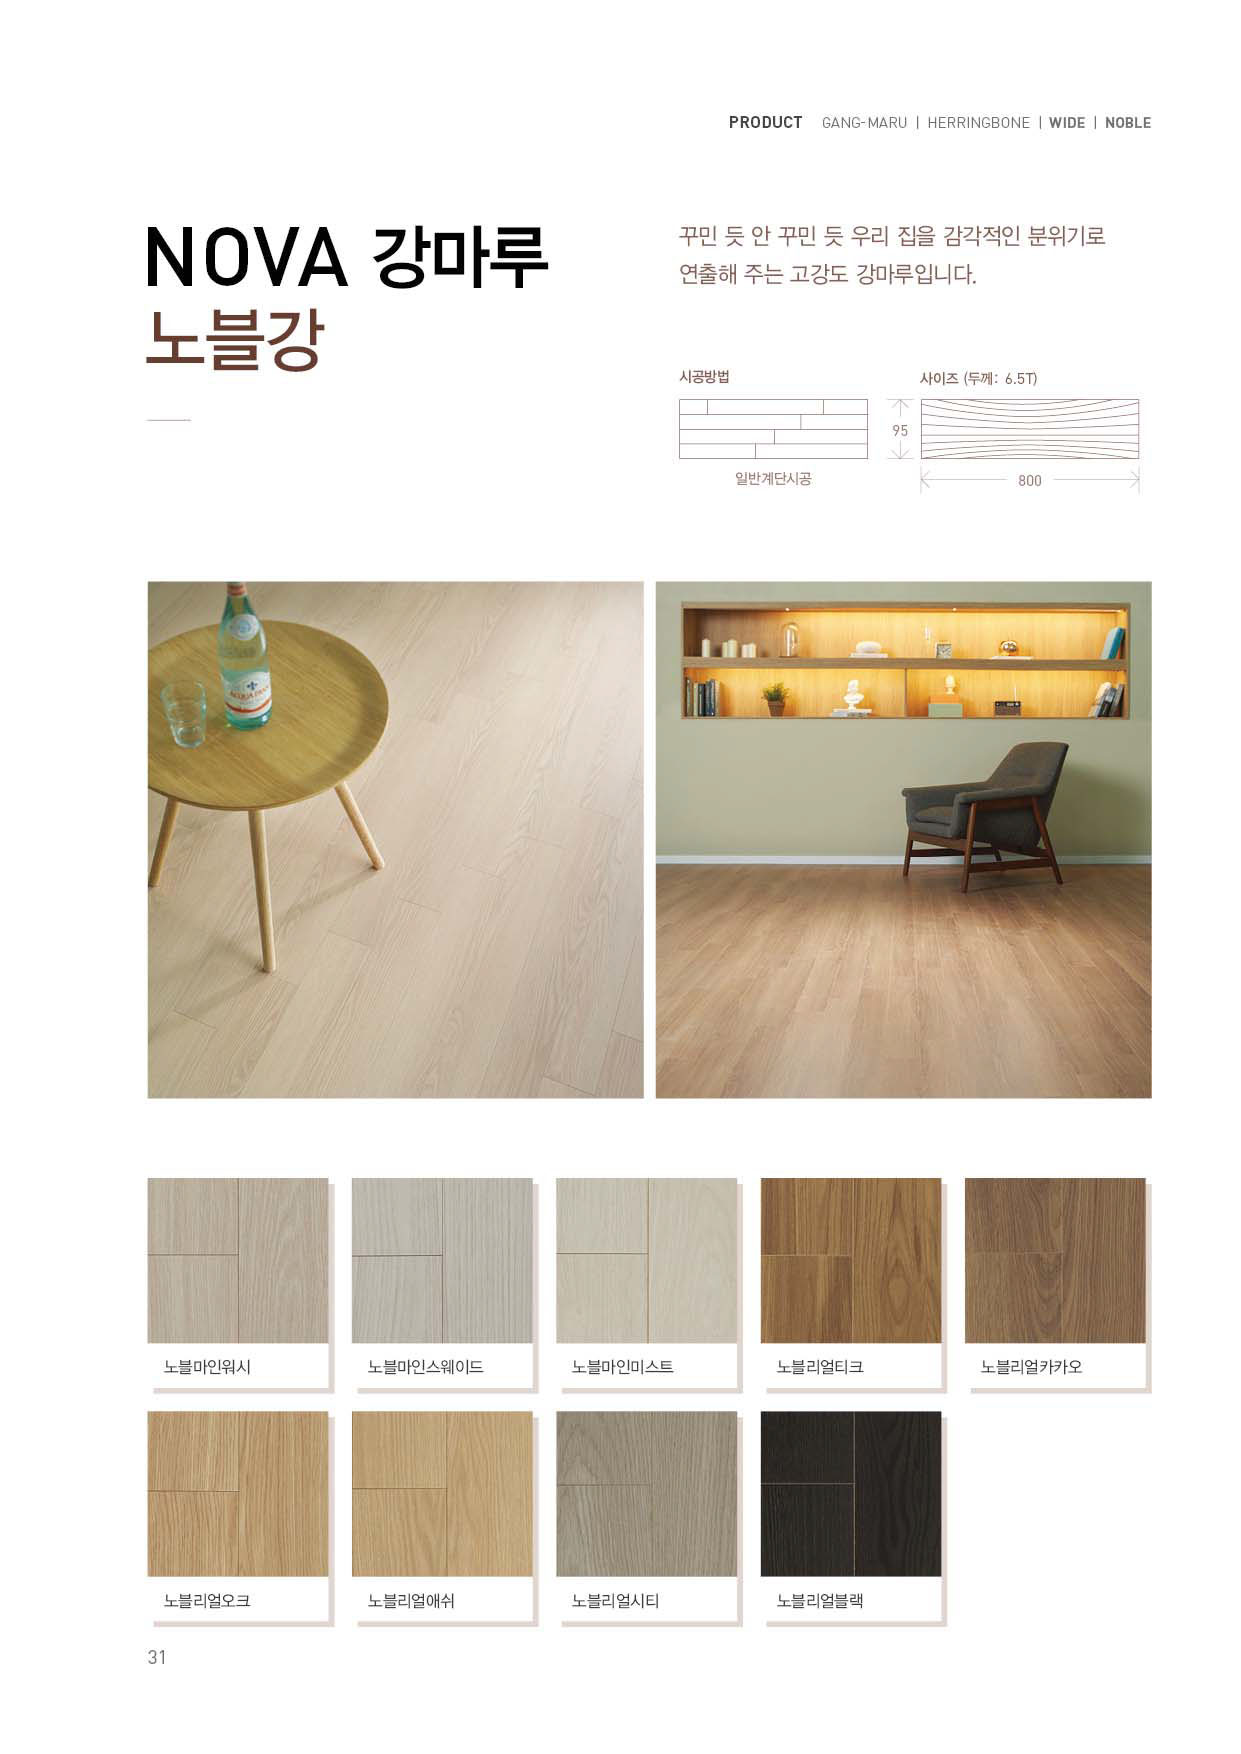 PRODUCT GANG-MARU | HERRINGBONE | WIDE | NOBLE
NOVA 강마루
노블강
꾸민 듯 안 꾸민 듯 우리 집을 감각적인 분위기로
연출해 주는 고강도 강마루입니다.
시공방법
일반계단시공
사이즈 (두께: 6.5T)
95
800
ACQUA PANNA
노블마인워시
노블마인스웨이드
노블마인미스트
노블리얼티크
노블리얼카카오
노블리얼오크
노블리얼애쉬
노블리얼시티
노블리얼블랙
31